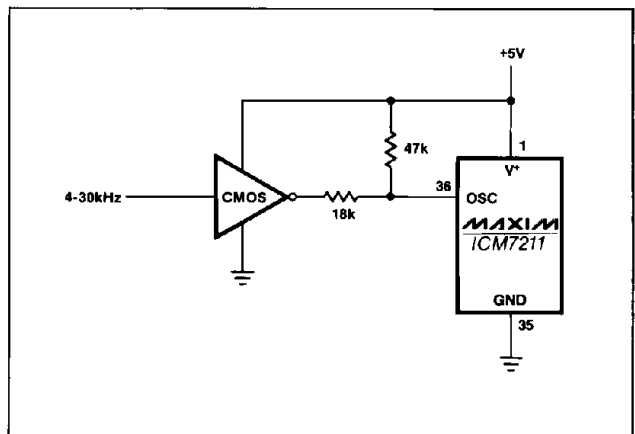 +5V
47k
1
V+
4-30kHz
CMOS
18k
36
OSC
MAXIM
ICM7211
GND
35